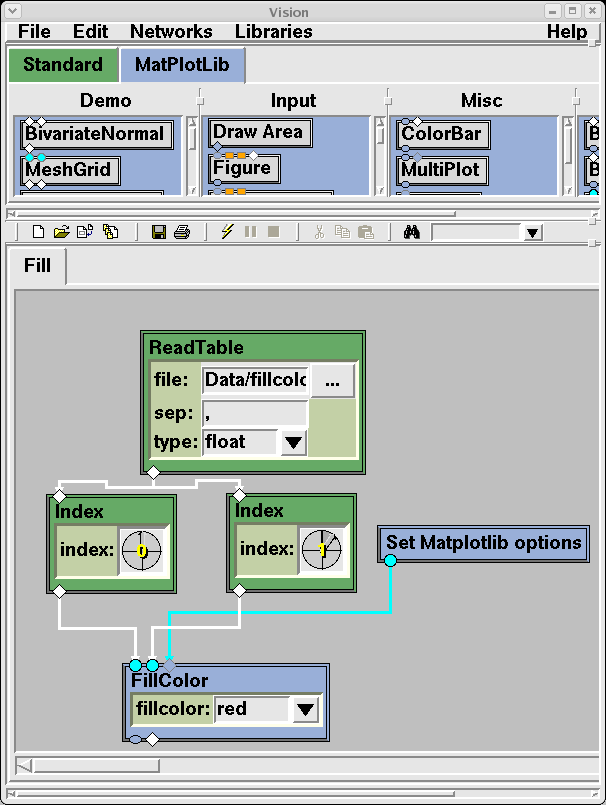 Vision
File Edit Networks Libraries Help
Standard MatPlotLib
Demo Input Misc
BivariateNormal Draw Area ColorBar B
MeshGrid Figure MultiPlot B
Fill
ReadTable
file: Data/fillcolo ...
sep: ,
type: float
Index Index
index: 0 index: 1
Set Matplotlib options
FillColor
fillcolor: red